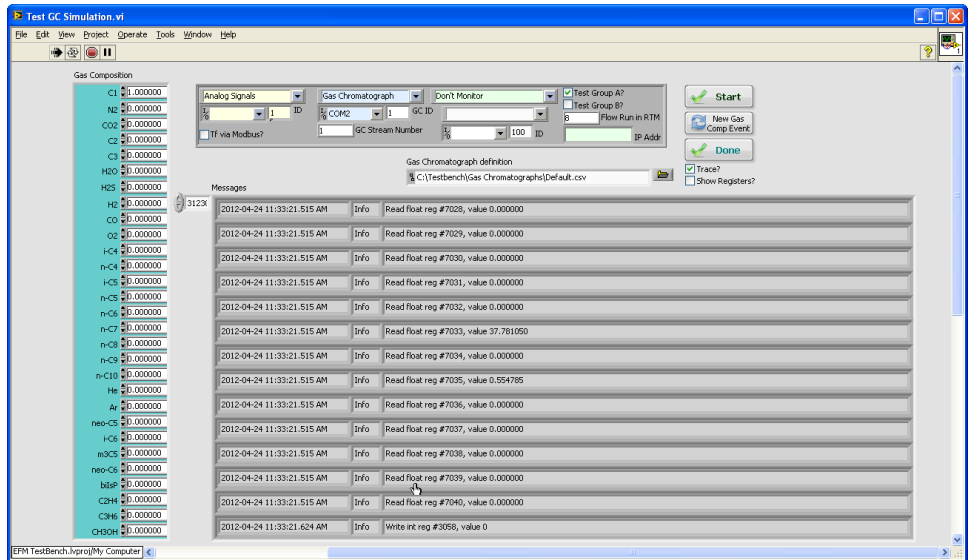 Test GC Simulation.vi
File Edit View Project Operate Tools Window Help
Gas Composition
C1 1.000000
N2 0.000000
CO2 0.000000
C2 0.000000
C3 0.000000
H2O 0.000000
H2S 0.000000
H2 0.000000
CO 0.000000
O2 0.000000
i-C4 0.000000
n-C4 0.000000
i-C5 0.000000
n-C5 0.000000
n-C6 0.000000
n-C7 0.000000
n-C8 0.000000
n-C9 0.000000
n-C10 0.000000
He 0.000000
Ar 0.000000
neo-C5 0.000000
i-C6 0.000000
m3C5 0.000000
neo-C6 0.000000
biIsP 0.000000
C2H4 0.000000
C3H6 0.000000
CH3OH 0.000000
Analog Signals Gas Chromatograph Don't Monitor Test Group A?
Test Group B?
1 ID COM2 1 GC ID 8 Flow Run in RTM
Tf via Modbus? 1 GC Stream Number 100 ID IP Addr
Start
New Gas
Comp Event
Done
Trace?
Show Registers?
Gas Chromatograph definition
C:\Testbench\Gas Chromatographs\Default.csv
Messages
2012-04-24 11:33:21.515 AM Info Read float reg #7028, value 0.000000
2012-04-24 11:33:21.515 AM Info Read float reg #7029, value 0.000000
2012-04-24 11:33:21.515 AM Info Read float reg #7030, value 0.000000
2012-04-24 11:33:21.515 AM Info Read float reg #7031, value 0.000000
2012-04-24 11:33:21.515 AM Info Read float reg #7032, value 0.000000
2012-04-24 11:33:21.515 AM Info Read float reg #7033, value 37.781050
2012-04-24 11:33:21.515 AM Info Read float reg #7034, value 0.000000
2012-04-24 11:33:21.515 AM Info Read float reg #7035, value 0.554785
2012-04-24 11:33:21.515 AM Info Read float reg #7036, value 0.000000
2012-04-24 11:33:21.515 AM Info Read float reg #7037, value 0.000000
2012-04-24 11:33:21.515 AM Info Read float reg #7038, value 0.000000
2012-04-24 11:33:21.515 AM Info Read float reg #7039, value 0.000000
2012-04-24 11:33:21.515 AM Info Read float reg #7040, value 0.000000
2012-04-24 11:33:21.624 AM Info Write int reg #3058, value 0
EFM TestBench.lvproj/My Computer